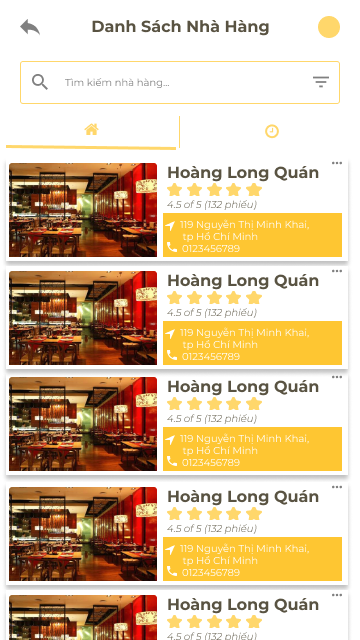 Danh Sách Nhà Hàng
Tìm kiếm nhà hàng...
Hoàng Long Quán
4.5 of 5 (132 phiếu)
119 Nguyễn Thị Minh Khai,
tp Hồ Chí Minh
0123456789
Hoàng Long Quán
4.5 of 5 (132 phiếu)
119 Nguyễn Thị Minh Khai,
tp Hồ Chí Minh
0123456789
Hoàng Long Quán
4.5 of 5 (132 phiếu)
119 Nguyễn Thị Minh Khai,
tp Hồ Chí Minh
0123456789
Hoàng Long Quán
4.5 of 5 (132 phiếu)
119 Nguyễn Thị Minh Khai,
tp Hồ Chí Minh
0123456789
Hoàng Long Quán
4.5 of 5 (132 phiếu)